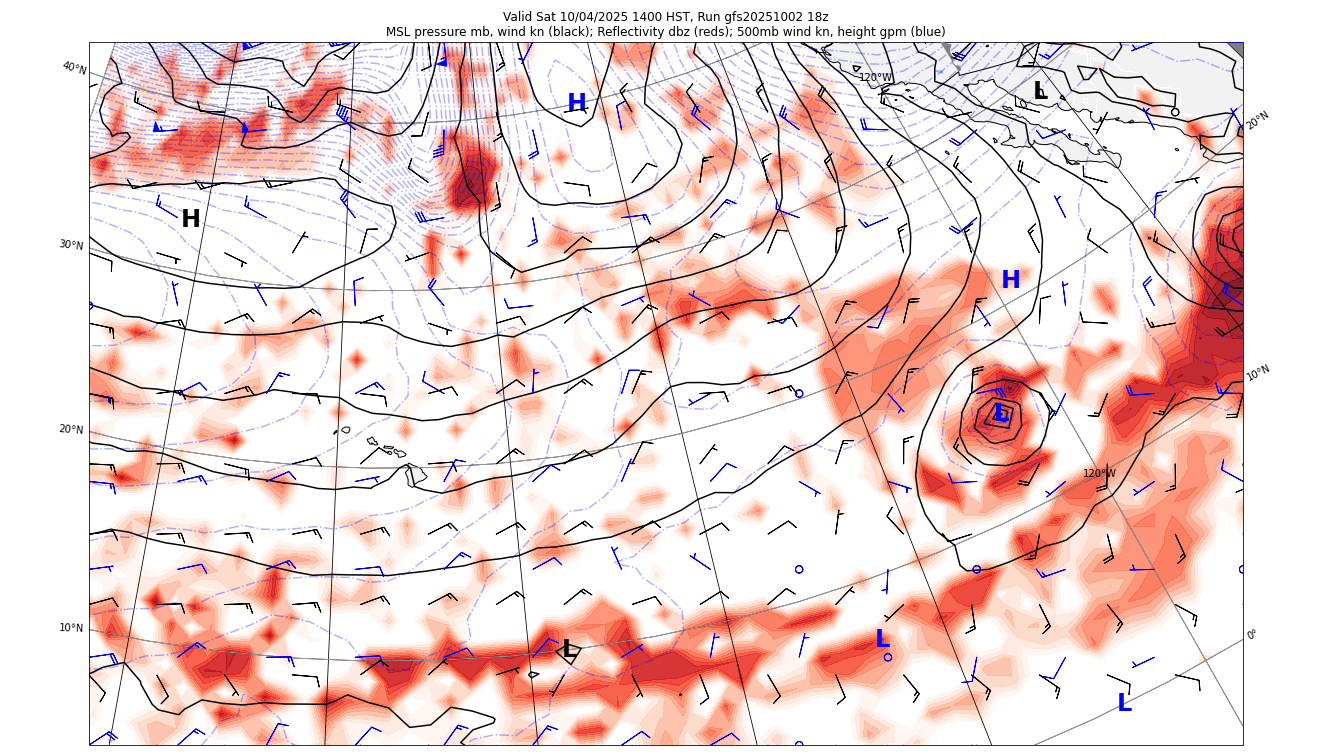 Valid Sat 10/04/2025 1400 HST, Run gfs20251002 18z
MSL pressure mb, wind kn (black); Reflectivity dbz (reds); 500mb wind kn, height gpm (blue)
40°N
120°W
L
H
20°N
H
30°N
H
10°N
L
20°N
120°W
10°N
L
L
0°
L